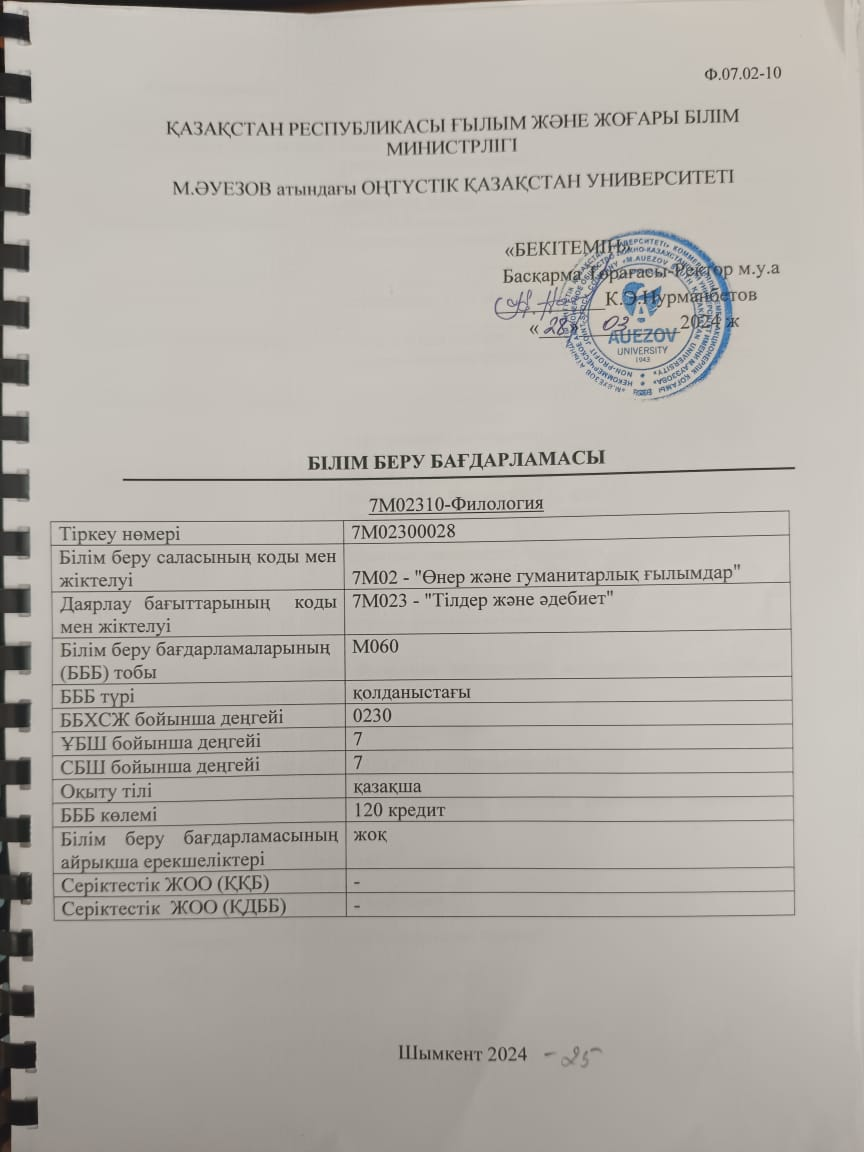 Ф.07.02-10
ҚАЗАҚСТАН РЕСПУБЛИКАСЫ ҒЫЛЫМ ЖӘНЕ ЖОҒАРЫ БІЛІМ
МИНИСТРЛІГІ
М.ӘУЕЗОВ атындағы ОҢТҮСТІК ҚАЗАҚСТАН УНИВЕРСИТЕТІ
«БЕКІТЕМІН»
Басқарма Төрағасы-Ректор м.у.а
К.Э.Нурманбетов
«28» 03 2024 ж
AUEZOV
UNIVERSITY
1943
БІЛІМ БЕРУ БАҒДАРЛАМАСЫ
7М02310-Филология
Тіркеу нөмері 7М02300028
Білім беру саласының коды мен
жіктелуі 7М02 - "Өнер және гуманитарлық ғылымдар"
Даярлау бағыттарының коды 7М023 - "Тілдер және әдебиет"
мен жіктелуі
Білім беру бағдарламаларының М060
(БББ) тобы
БББ түрі қолданыстағы
ББХСЖ бойынша деңгейі 0230
ҰБШ бойынша деңгейі 7
СБШ бойынша деңгейі 7
Оқыту тілі қазақша
БББ көлемі 120 кредит
Білім беру бағдарламасының жоқ
айрықша ерекшеліктері
Серіктестік ЖОО (ҚҚБ) -
Серіктестік ЖОО (ҚДББ) -
Шымкент 2024 -25